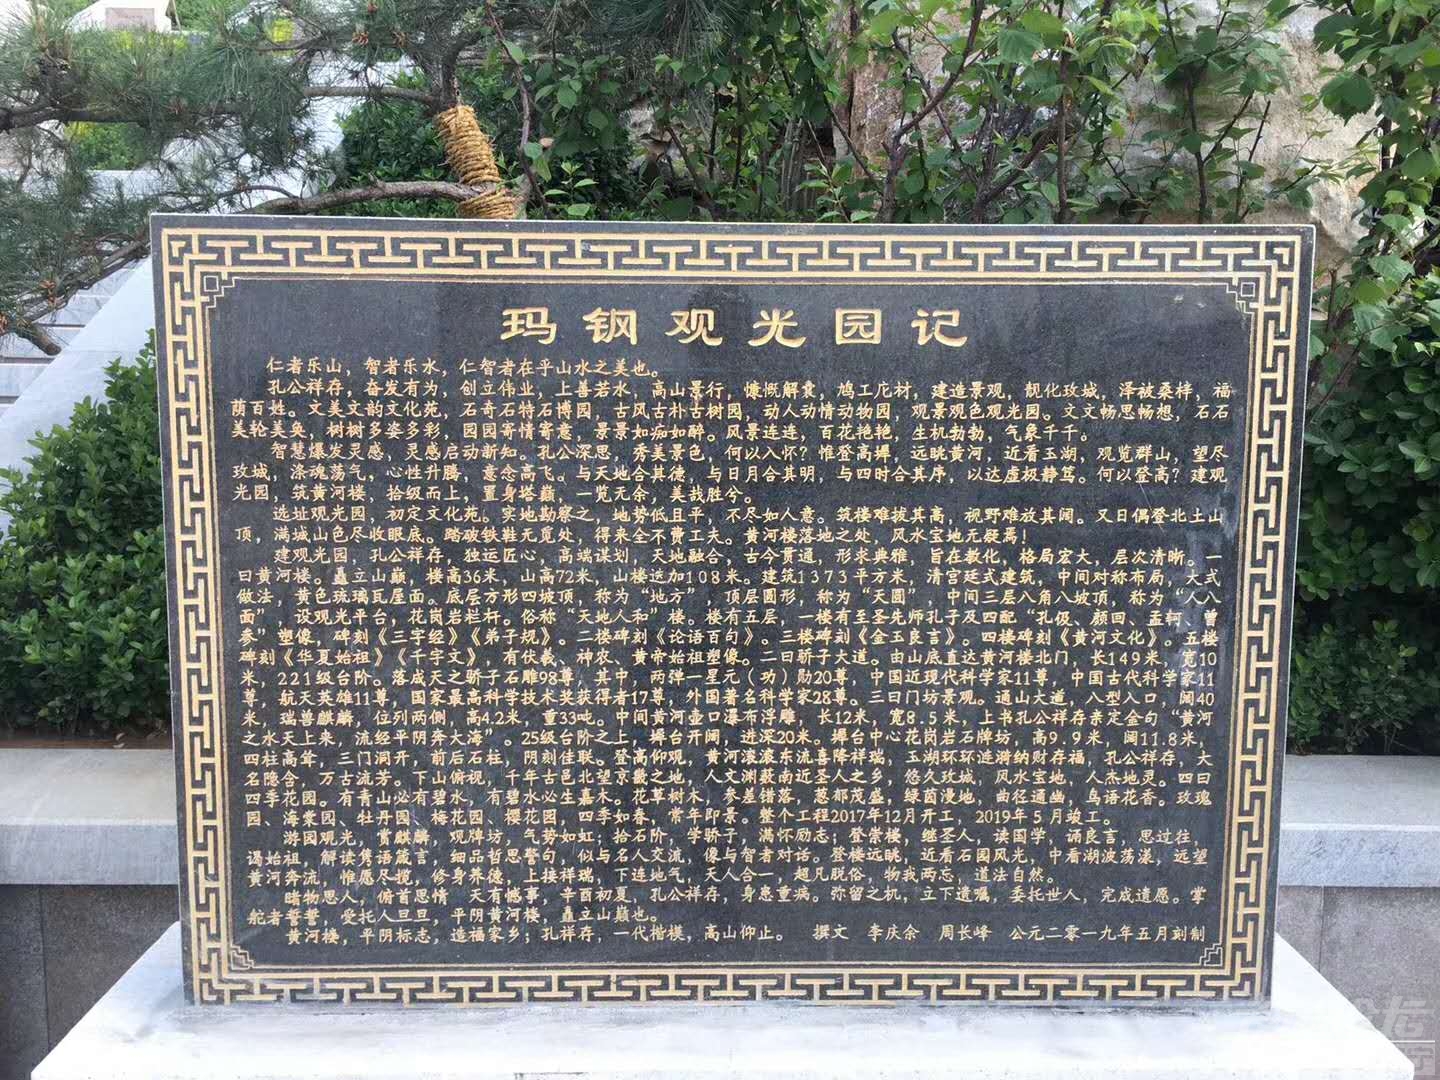 玛钢观光园记
仁者乐山，智者乐水，仁智者在乎山水之美也。
孔公祥存，奋发有为，创立伟业，上善若水，高山景行，慷慨解囊，鸠工庀材，建造景观，靓化玫城，泽被桑梓，福
荫百姓。文美文韵文化苑，石奇石特石博园，古风古朴古树园，动人动情动物园，观景观色观光园。文文畅思畅想，石石
美轮美奂，树树多姿多彩，园园寄情寄意，景景如痴如醉。风景连连，百花艳艳，生机勃勃，气象千千。
智慧爆发灵感，灵感启动新知。孔公深思，秀美景色，何以入怀？惟登高墀，远眺黄河，近看玉湖，观览群山，望尽
玫城，涤魂荡气，心性升腾，意念高飞。与天地合其德，与日月合其明，与四时合其序，以达虚极静笃。何以登高？建观
光园，筑黄河楼，拾级而上，置身塔巅，一览无余，美哉胜兮。
选址观光园，初定文化苑。实地勘察之，地势低且平，不尽如人意。筑楼难拔其高，视野难放其阔。又日偶登北土山
顶，满城山色尽收眼底。踏破铁鞋无觅处，得来全不费工夫。黄河楼落地之处，风水宝地无疑焉！
建观光园，孔公祥存，独运匠心，高端谋划，天地融合，古今贯通，形求典雅，旨在教化，格局宏大，层次清晰。一
曰黄河楼。矗立山巅，楼高36米，山高72米，山楼迭加108米。建筑1373平方米，清宫廷式建筑，中间对称布局，大式
做法，黄色琉璃瓦屋面。底层方形四坡顶，称为“地方”，顶层圆形，称为“天圆”，中间三层八角八坡顶，称为“人八
面”，设观光平台，花岗岩栏杆。俗称“天地人和”楼。楼有五层，一楼有至圣先师孔子及四配“孔伋、颜回、孟轲、曾
参”塑像，碑刻《三字经》《弟子规》。二楼碑刻《论语百句》。三楼碑刻《金玉良言》。四楼碑刻《黄河文化》。五楼
碑刻《华夏始祖》《千字文》，有伏羲、神农、黄帝始祖塑像。二曰骄子大道。由山底直达黄河楼北门，长149米，宽10
米，221级台阶。落成天之骄子石雕98尊，其中，两弹一星元（功）勋20尊，中国近现代科学家11尊，中国古代科学家11
尊，航天英雄11尊，国家最高科学技术奖获得者17尊，外国著名科学家28尊。三曰门坊景观。通山大道，八型入口，阔40
米，瑞兽麒麟，位列两侧，高4.2米，重33吨。中间黄河壶口瀑布浮雕，长12米，宽8.5米，上书孔公祥存亲定金句“黄河
之水天上来，流经平阴奔大海”。25级台阶之上，墀台开阔，进深20米。墀台中心花岗岩石牌坊，高9.9米，阔11.8米，
四柱高耸，三门洞开，前后石柱，阴刻佳联。登高仰观，黄河滚滚东流喜降祥瑞，玉湖环环涟漪纳财存福，孔公祥存，大
名隐含，万古流芳。下山俯视，千年古邑北望京畿之地，人文渊薮南近圣人之乡，悠久玫城，风水宝地，人杰地灵。四曰
四季花园。有青山必有碧水，有碧水必生嘉木。花草树木，参差错落，葱郁茂盛，绿茵漫地，曲径通幽，鸟语花香。玫瑰
园、海棠园、牡丹园、梅花园、樱花园，四季如春，常年即景。整个工程2017年12月开工，2019年5月竣工。
游园观光，赏麒麟，观牌坊，气势如虹；拾石阶，学骄子，满怀励志；登崇楼，继圣人，读国学，诵良言，思过往，
谒始祖，解读隽语箴言，细品哲思警句，似与名人交流，像与智者对话。登楼远眺，近看石园风光，中看湖波荡漾，远望
黄河奔流，惟愿尽揽，修身养德，上接祥瑞，下连地气，天人合一，超凡脱俗，物我两忘，道法自然。
睹物思人，俯首思情 天有憾事，辛酉初夏，孔公祥存，身患重病。弥留之机，立下遗嘱，委托世人，完成遗愿。掌
舵者誓誓，受托人旦旦，平阴黄河楼，矗立山巅也。
黄河楼，平阴标志，造福家乡；孔祥存，一代楷模，高山仰止。 撰文 李庆余 周长峰 公元二零一九年五月刻制